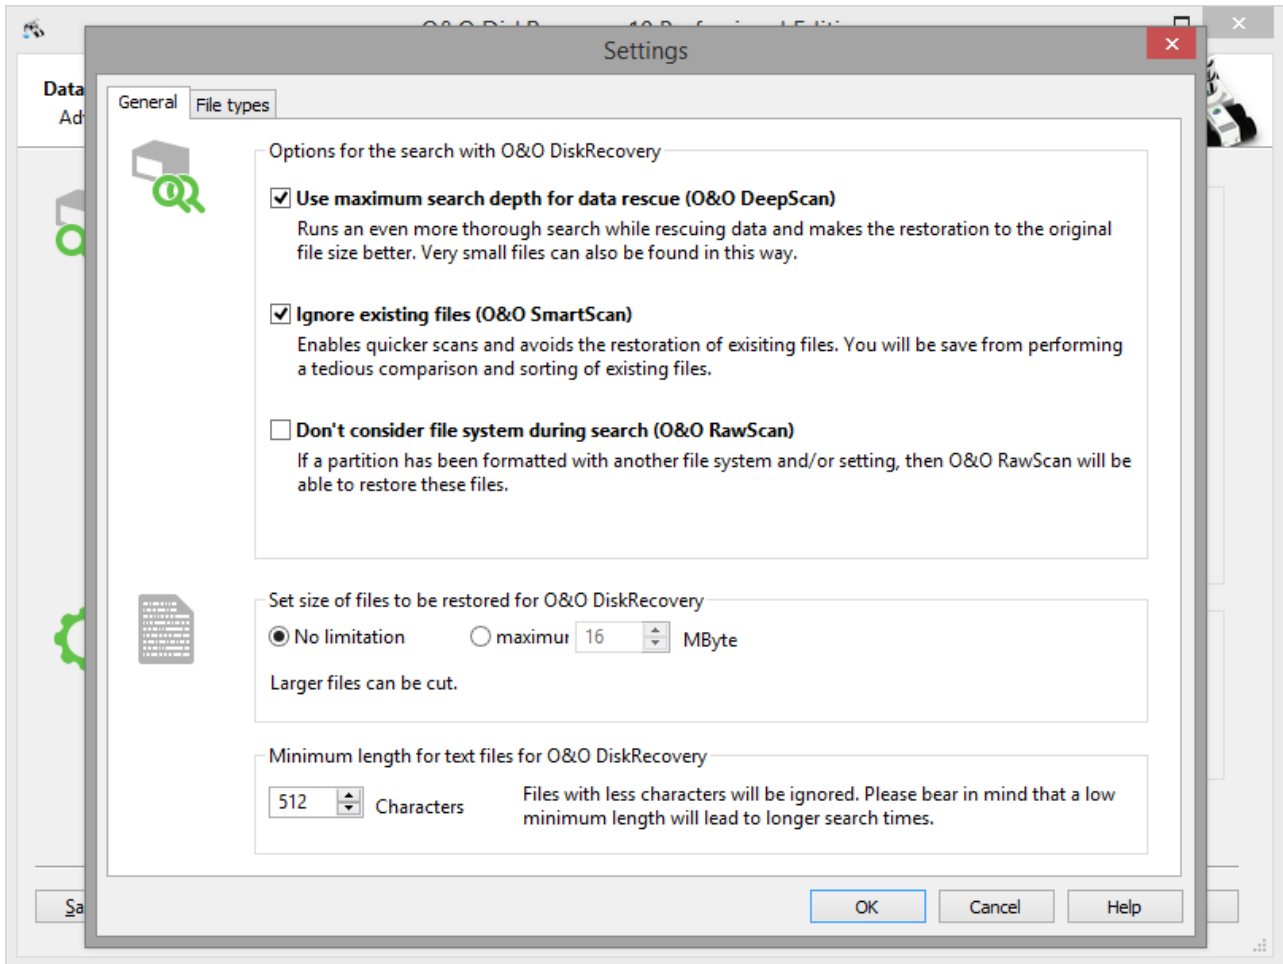 Settings
Data
General
File types
Options for the search with O&O DiskRecovery
Use maximum search depth for data rescue (O&O DeepScan)
Runs an even more thorough search while rescuing data and makes the restoration to the original
file size better. Very small files can also be found in this way.
Ignore existing files (O&O SmartScan)
Enables quicker scans and avoids the restoration of exisiting files. You will be save from performing
a tedious comparison and sorting of existing files.
Don't consider file system during search (O&O RawScan)
If a partition has been formatted with another file system and/or setting, then O&O RawScan will be
able to restore these files.
Set size of files to be restored for O&O DiskRecovery
No limitation
maximur 16 MByte
Larger files can be cut.
Minimum length for text files for O&O DiskRecovery
512 Characters
Files with less characters will be ignored. Please bear in mind that a low
minimum length will lead to longer search times.
Sa
OK
Cancel
Help